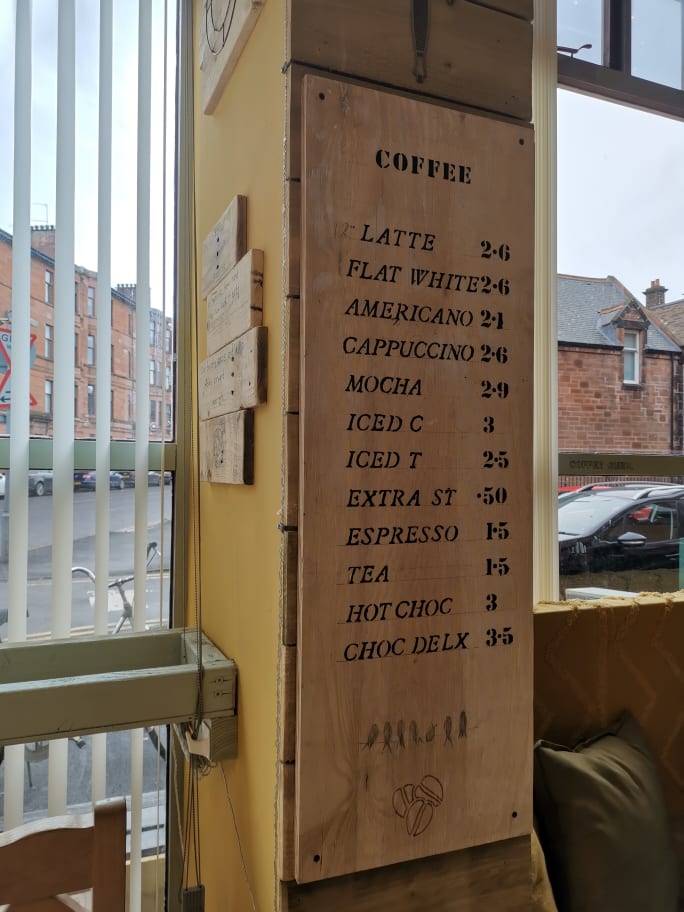 COFFEE
LATTE 2·6
FLAT WHITE 2·6
AMERICANO 2·1
CAPPUCCINO 2·6
MOCHA 2·9
ICED C 3
ICED T 2·5
EXTRA ST ·50
ESPRESSO 1·5
TEA 1·5
HOT CHOC 3
CHOC DELX 3·5